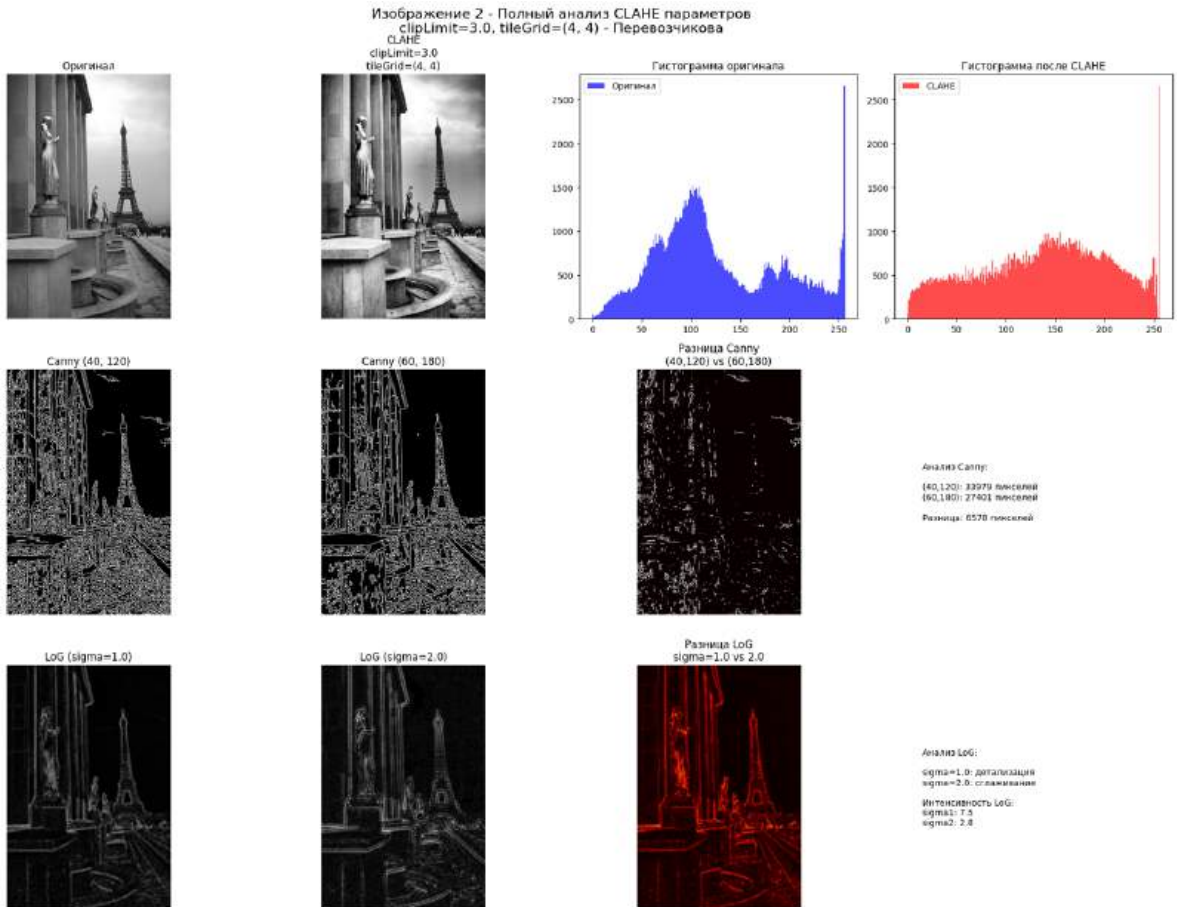 Изображение 2 - Полный анализ CLAHE параметров
clipLimit=3.0, tileGrid=(4, 4) - Перевозчикова
Оригинал
CLAHE
clipLimit=3.0
tileGrid=(4, 4)
Гистограмма оригинала
Гистограмма после CLAHE
Оригинал
CLAHE
2500
2000
1500
1000
500
0
0 50 100 150 200 250
2500
2000
1500
1000
500
0
0 50 100 150 200 250
Canny (40, 120)
Canny (60, 180)
Разница Canny
(40,120) vs (60,180)
Анализ Canny:
(40,120): 33979 пикселей
(60,180): 27401 пикселей
Разница: 6578 пикселей
LoG (sigma=1.0)
LoG (sigma=2.0)
Разница LoG
sigma=1.0 vs 2.0
Анализ LoG:
sigma=1.0: детализация
sigma=2.0: сглаживание
Интенсивность LoG:
sigma1: 7.5
sigma2: 2.8